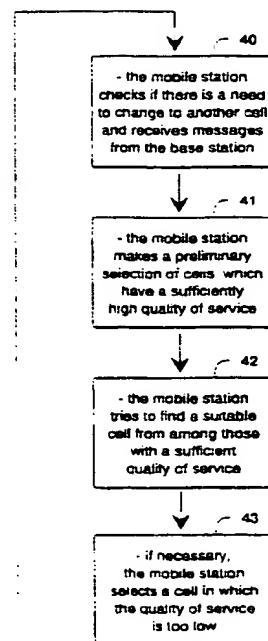 40
- the mobile station
checks if there is a need
to change to another cell
and receives messages
from the base station
41
- the mobile station
makes a preliminary
selection of cells which
have a sufficiently
high quality of service
42
- the mobile station
tries to find a suitable
cell from among those
with a sufficient
quality of service
43
- if necessary,
the mobile station
selects a cell in which
the quality of service
is too low